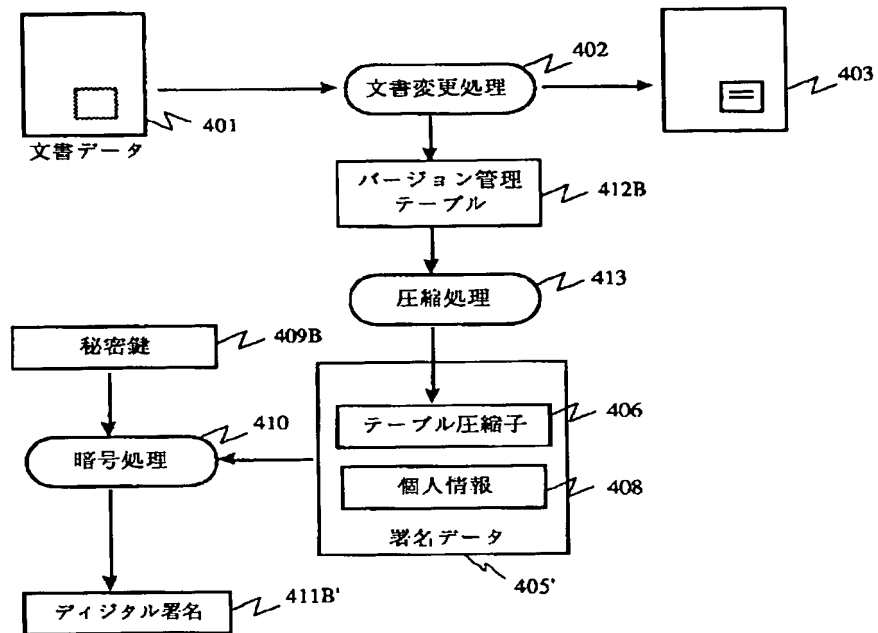 402
文書変更処理
403
401
文書データ
バージョン管理
テーブル
412B
413
圧縮処理
秘密鍵
409B
406
テーブル圧縮子
410
暗号処理
個人情報
408
署名データ
405'
ディジタル署名
411B'